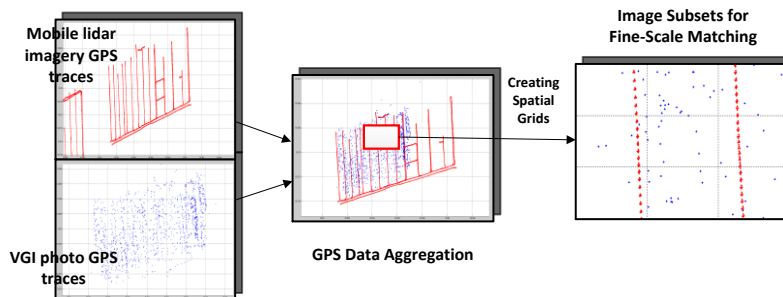 Mobile lidar
imagery GPS
traces
VGI photo GPS
traces
GPS Data Aggregation
Creating
Spatial
Grids
Image Subsets for
Fine-Scale Matching